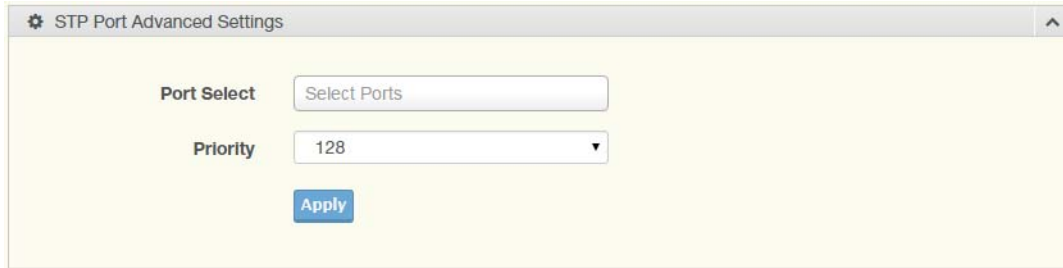 STP Port Advanced Settings
Port Select Select Ports
Priority 128
Apply